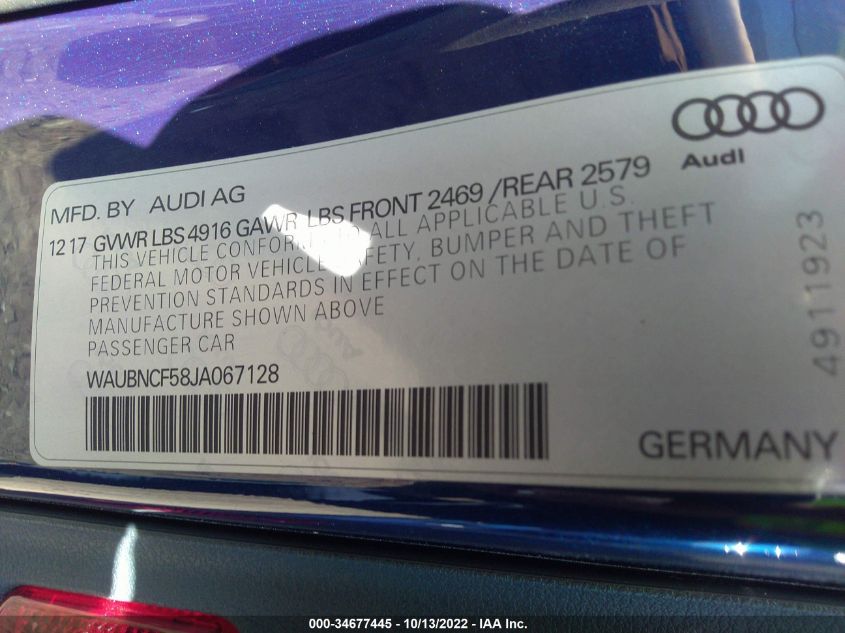 Audi
MFD. BY AUDI AG
12 17 GVWR LBS 4916 GAWR LBS FRONT 2469 /REAR 2579
THIS VEHICLE CONFORMS TO ALL APPLICABLE U.S.
FEDERAL MOTOR VEHICLE SAFETY, BUMPER AND THEFT
PREVENTION STANDARDS IN EFFECT ON THE DATE OF
MANUFACTURE SHOWN ABOVE
PASSENGER CAR
WAUBNCF58JA067128
GERMANY
4911923
000-34677445 - 10/13/2022 - IAA Inc.